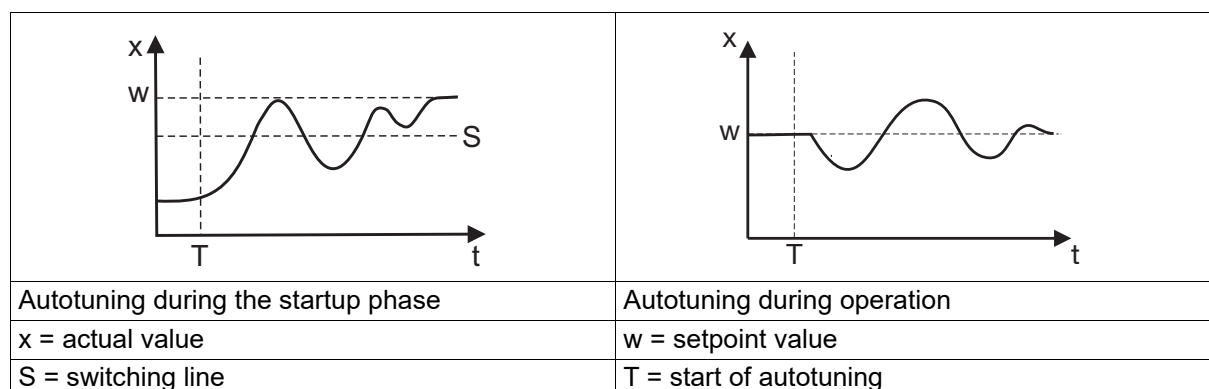 x
w
S
T
t
x
w
T
t
Autotuning during the startup phase
Autotuning during operation
x = actual value
w = setpoint value
S = switching line
T = start of autotuning